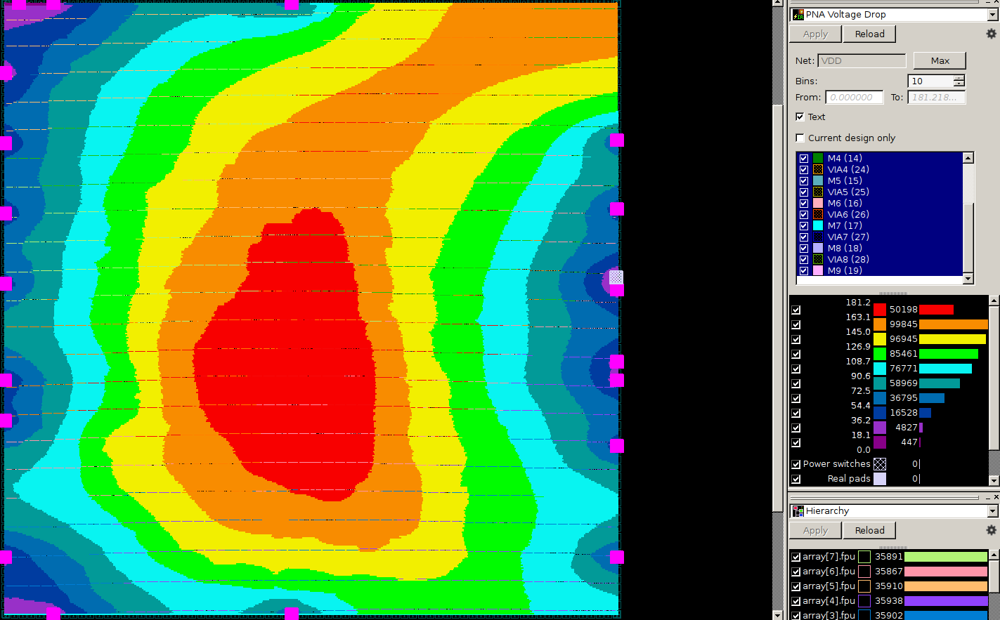 PNA Voltage Drop
Apply Reload
Net: VDD Max
Bins: 10
From: 0.000000 To: 181.218...
Text
Current design only
M4 (14)
VIA4 (24)
M5 (15)
VIA5 (25)
M6 (16)
VIA6 (26)
M7 (17)
VIA7 (27)
M8 (18)
VIA8 (28)
M9 (19)
181.2
50198
163.1
99845
145.0
96945
126.9
85461
108.7
76771
90.6
58969
72.5
36795
54.4
16528
36.2
4827
18.1
447
0.0
Power switches 0
Real pads 0
Hierarchy
Apply Reload
array[7].fpu 35891
array[6].fpu 35867
array[5].fpu 35910
array[4].fpu 35938
array[3].fpu 35902